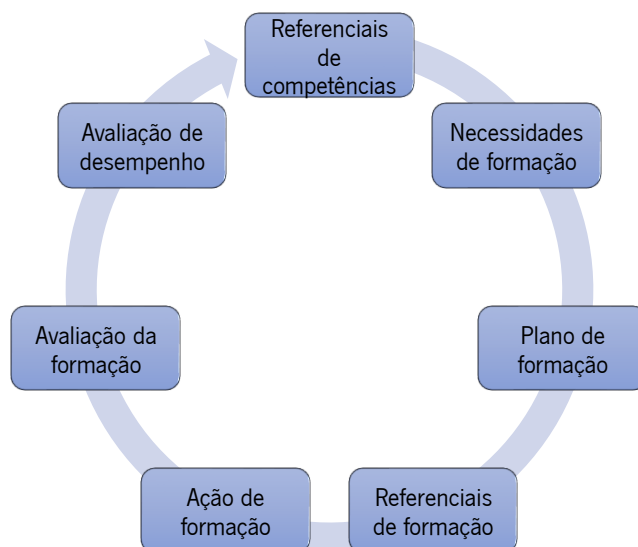 Referenciais
de
competências
Necessidades
de formação
Plano de
formação
Referenciais
de formação
Ação de
formação
Avaliação da
formação
Avaliação de
desempenho